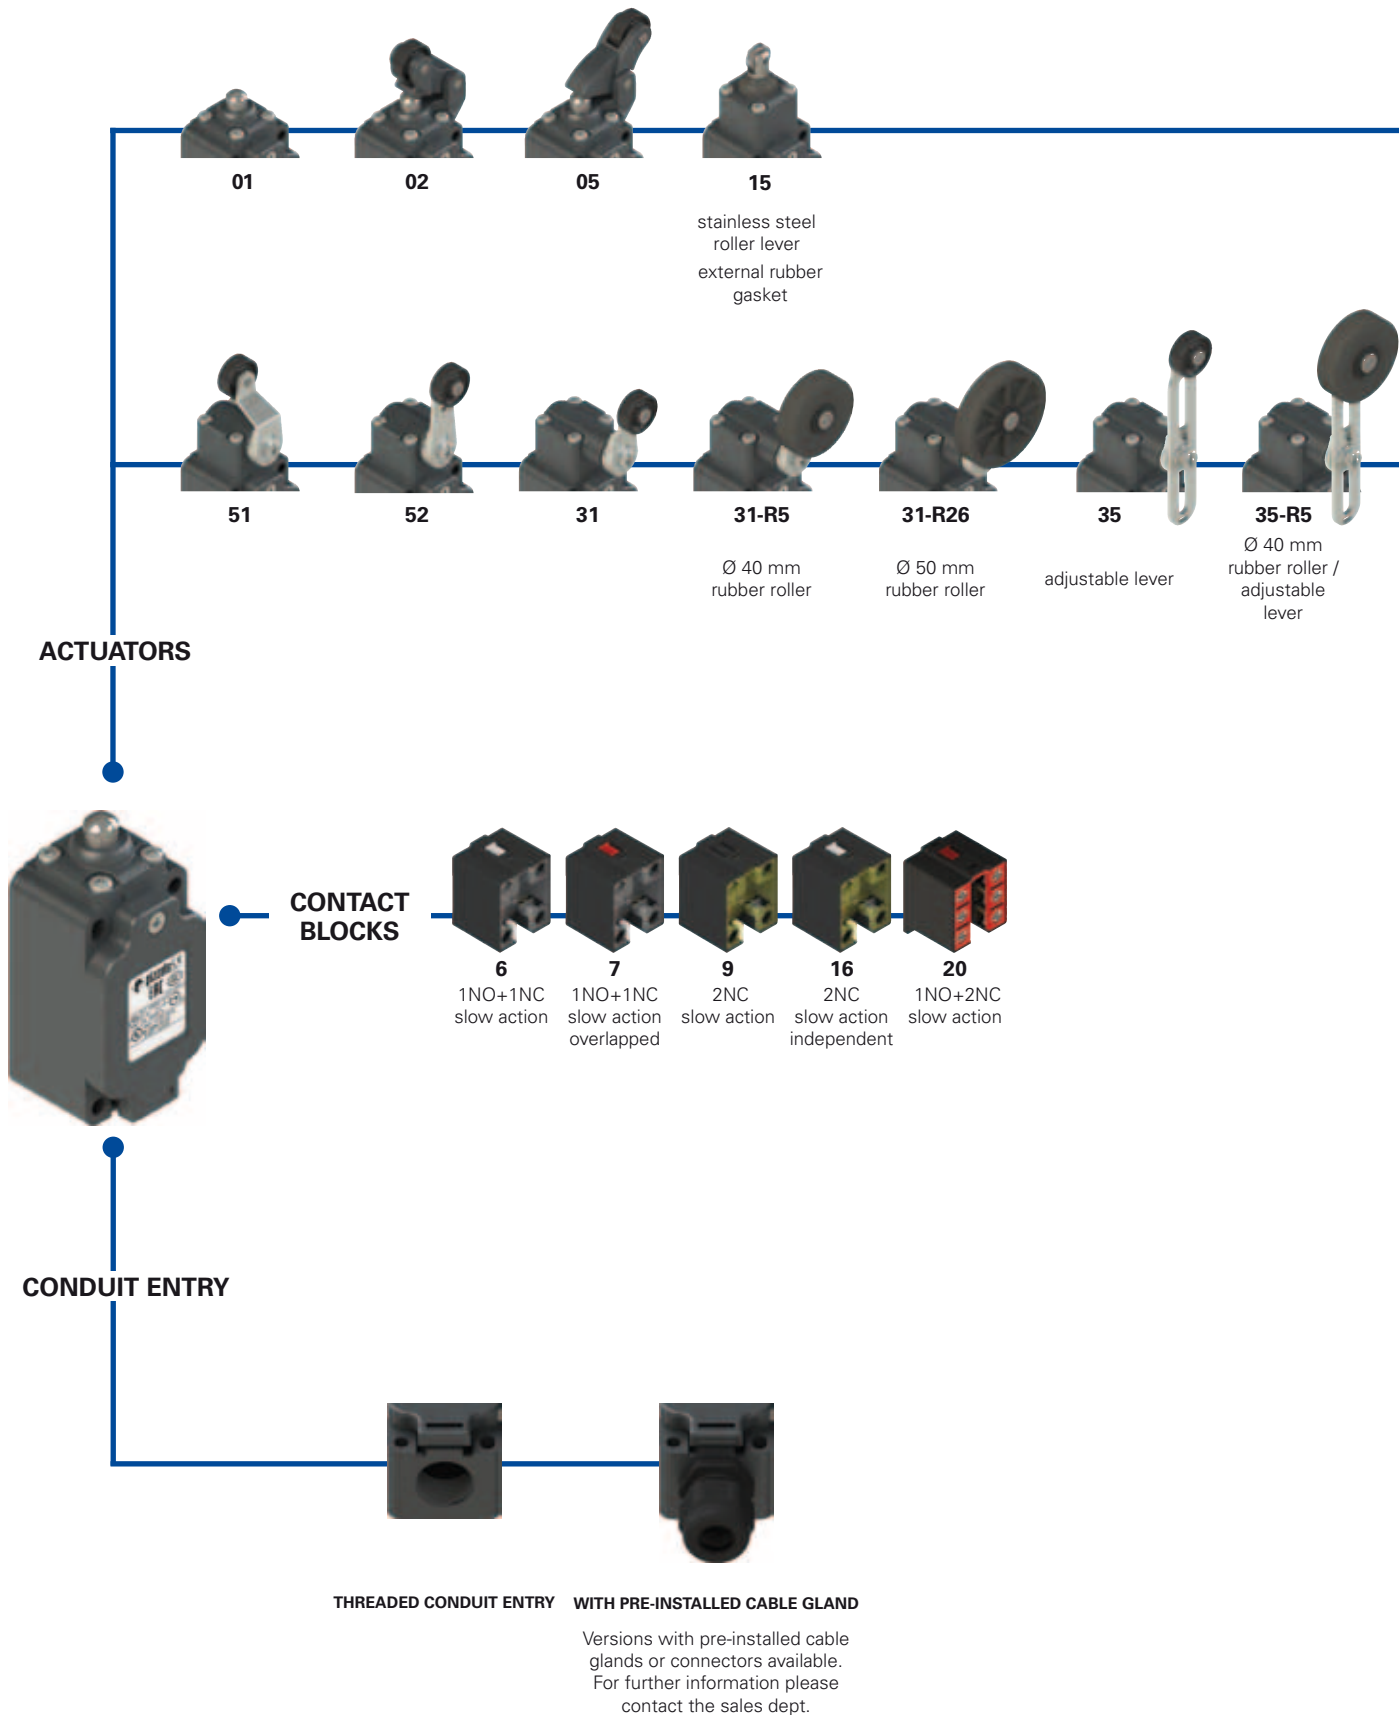 01
02
05
15
stainless steel
roller lever
external rubber
gasket
51
52
31
31-R5
31-R26
35
35-R5
Ø 40 mm
rubber roller
Ø 50 mm
rubber roller
adjustable lever
Ø 40 mm
rubber roller /
adjustable
lever
ACTUATORS
CONTACT
BLOCKS
6
1NO+1NC
slow action
7
1NO+1NC
slow action
overlapped
9
2NC
slow action
16
2NC
slow action
independent
20
1NO+2NC
slow action
CONDUIT ENTRY
THREADED CONDUIT ENTRY
WITH PRE-INSTALLED CABLE GLAND
Versions with pre-installed cable
glands or connectors available.
For further information please
contact the sales dept.